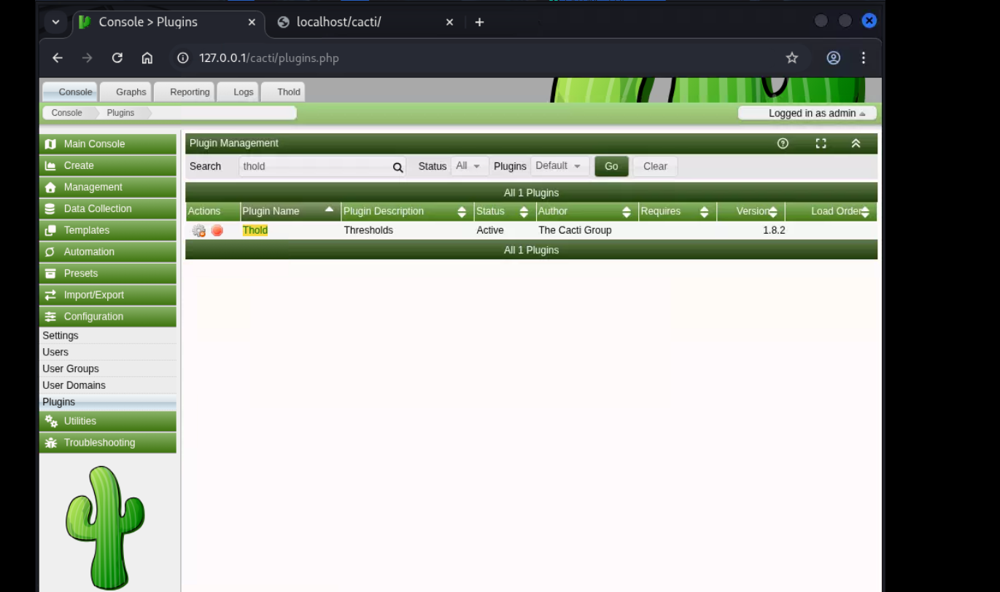 Console > Plugins
localhost/cacti/
127.0.0.1/cacti/plugins.php
Console Graphs Reporting Logs Thold
Console Plugins Logged in as admin
Main Console
Create
Management
Data Collection
Templates
Automation
Presets
Import/Export
Configuration
Settings
Users
User Groups
User Domains
Plugins
Utilities
Troubleshooting
Plugin Management
Search thold Status All Plugins Default Go Clear
All 1 Plugins
Actions Plugin Name Plugin Description Status Author Requires Version Load Order
Thold Thresholds Active The Cacti Group 1.8.2
All 1 Plugins